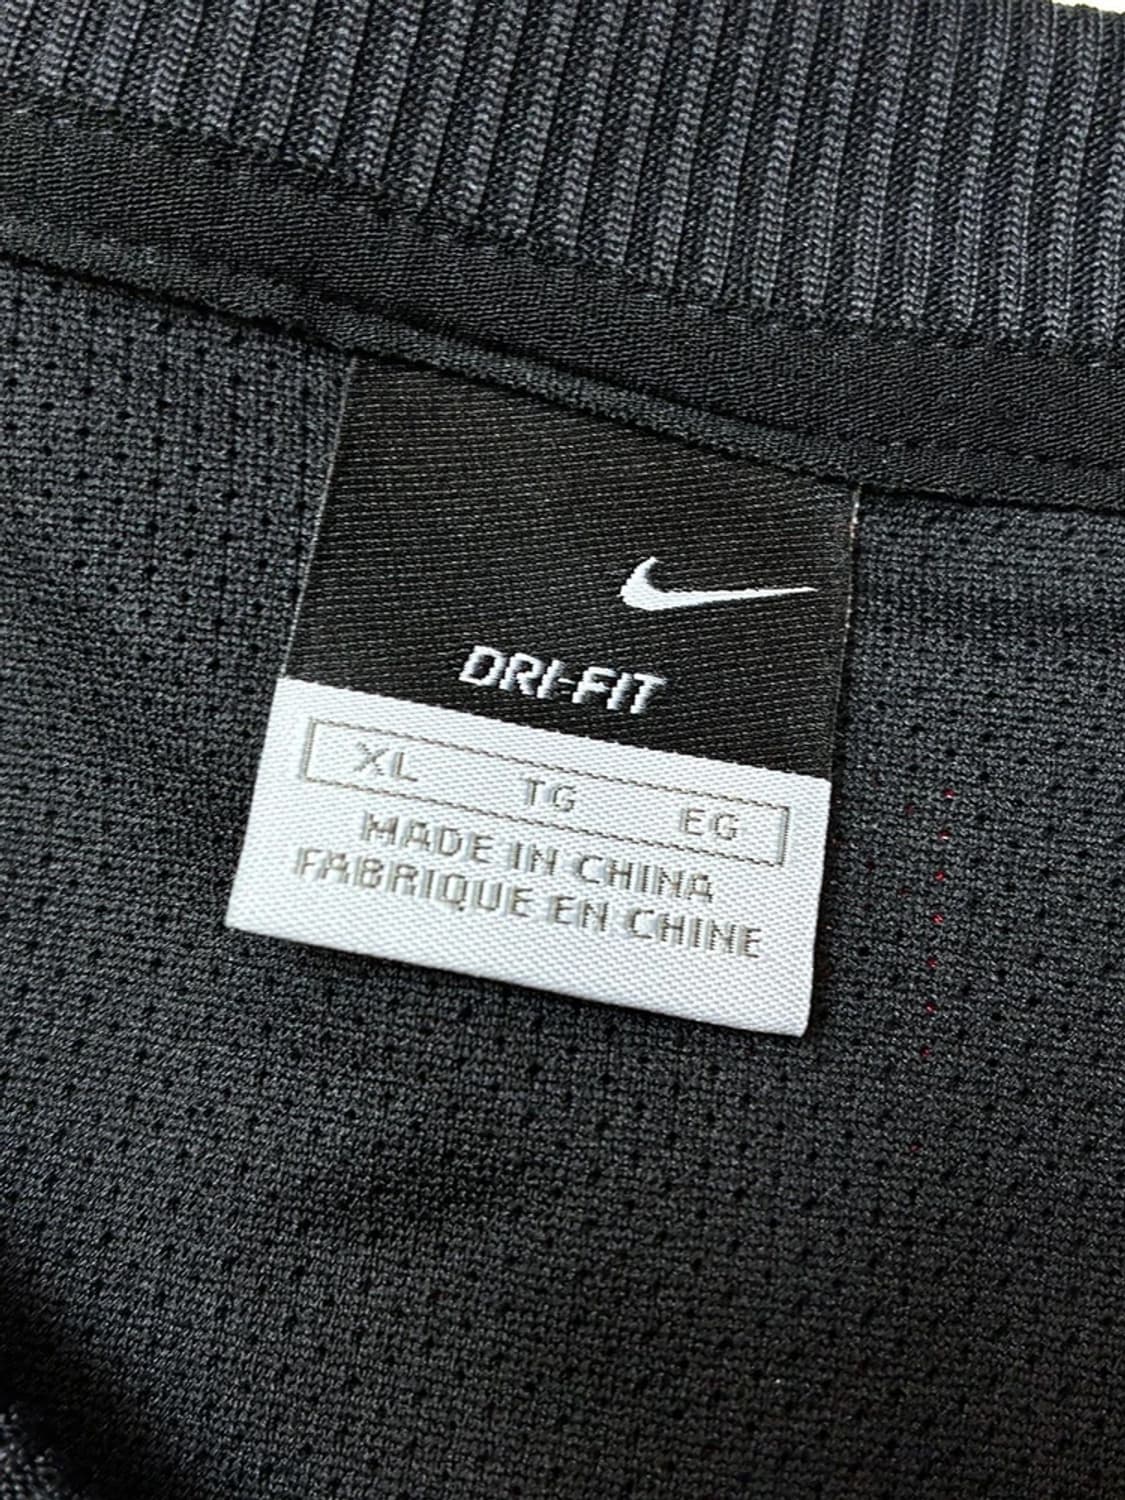 DRI-FIT
XL TG EG
MADE IN CHINA
FABRIQUE EN CHINE